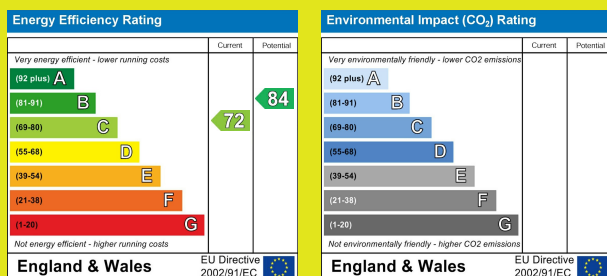 Energy Efficiency Rating
Current Potential
Very energy efficient - lower running costs
(92 plus) A
(81-91) B
84
(69-80) C
72
(55-68) D
(39-54) E
(21-38) F
(1-20) G
Not energy efficient - higher running costs
England & Wales
EU Directive
2002/91/EC
Environmental Impact (CO2) Rating
Current Potential
Very environmentally friendly - lower CO2 emissions
(92 plus) A
(81-91) B
(69-80) C
(55-68) D
(39-54) E
(21-38) F
(1-20) G
Not environmentally friendly - higher CO2 emissions
England & Wales
EU Directive
2002/91/EC